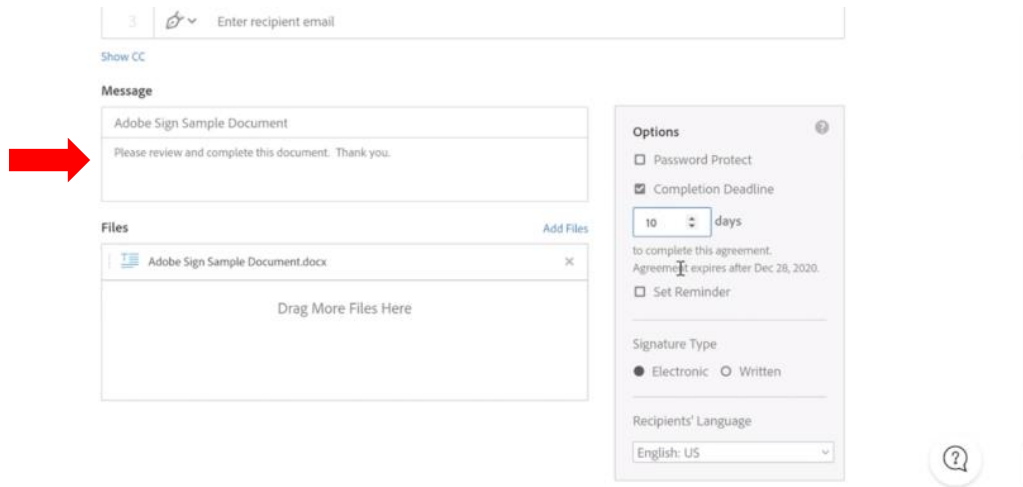 3 Enter recipient email
Show CC
Message
Adobe Sign Sample Document
Please review and complete this document. Thank you.
Files Add Files
Adobe Sign Sample Document.docx
Drag More Files Here
Options
Password Protect
Completion Deadline
10 days
to complete this agreement.
Agreement expires after Dec 28, 2020.
Set Reminder
Signature Type
Electronic Written
Recipients' Language
English: US